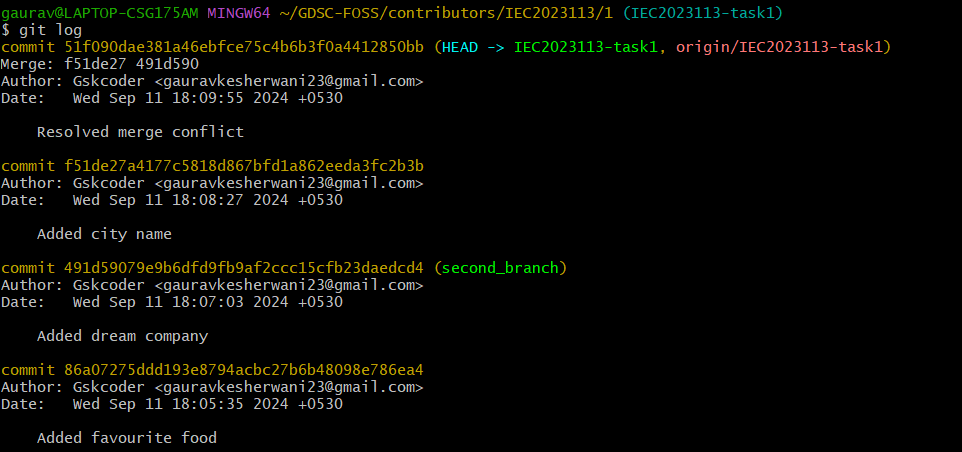 gaurav@LAPTOP-CSG175AM MINGW64 ~/GDSC-FOSS/contributors/IEC2023113/1 (IEC2023113-task1)
$ git log
commit 51f090dae381a46ebfce75c4b6b3f0a4412850bb (HEAD -> IEC2023113-task1, origin/IEC2023113-task1)
Merge: f51de27 491d590
Author: Gskcoder <gauravkesherwani23@gmail.com>
Date:   Wed Sep 11 18:09:55 2024 +0530
    Resolved merge conflict
commit f51de27a4177c5818d867bfd1a862eeda3fc2b3b
Author: Gskcoder <gauravkesherwani23@gmail.com>
Date:   Wed Sep 11 18:08:27 2024 +0530
    Added city name
commit 491d59079e9b6dfd9fb9af2ccc15cfb23daedcd4 (second_branch)
Author: Gskcoder <gauravkesherwani23@gmail.com>
Date:   Wed Sep 11 18:07:03 2024 +0530
    Added dream company
commit 86a07275ddd193e8794acbc27b6b48098e786ea4
Author: Gskcoder <gauravkesherwani23@gmail.com>
Date:   Wed Sep 11 18:05:35 2024 +0530
    Added favourite food